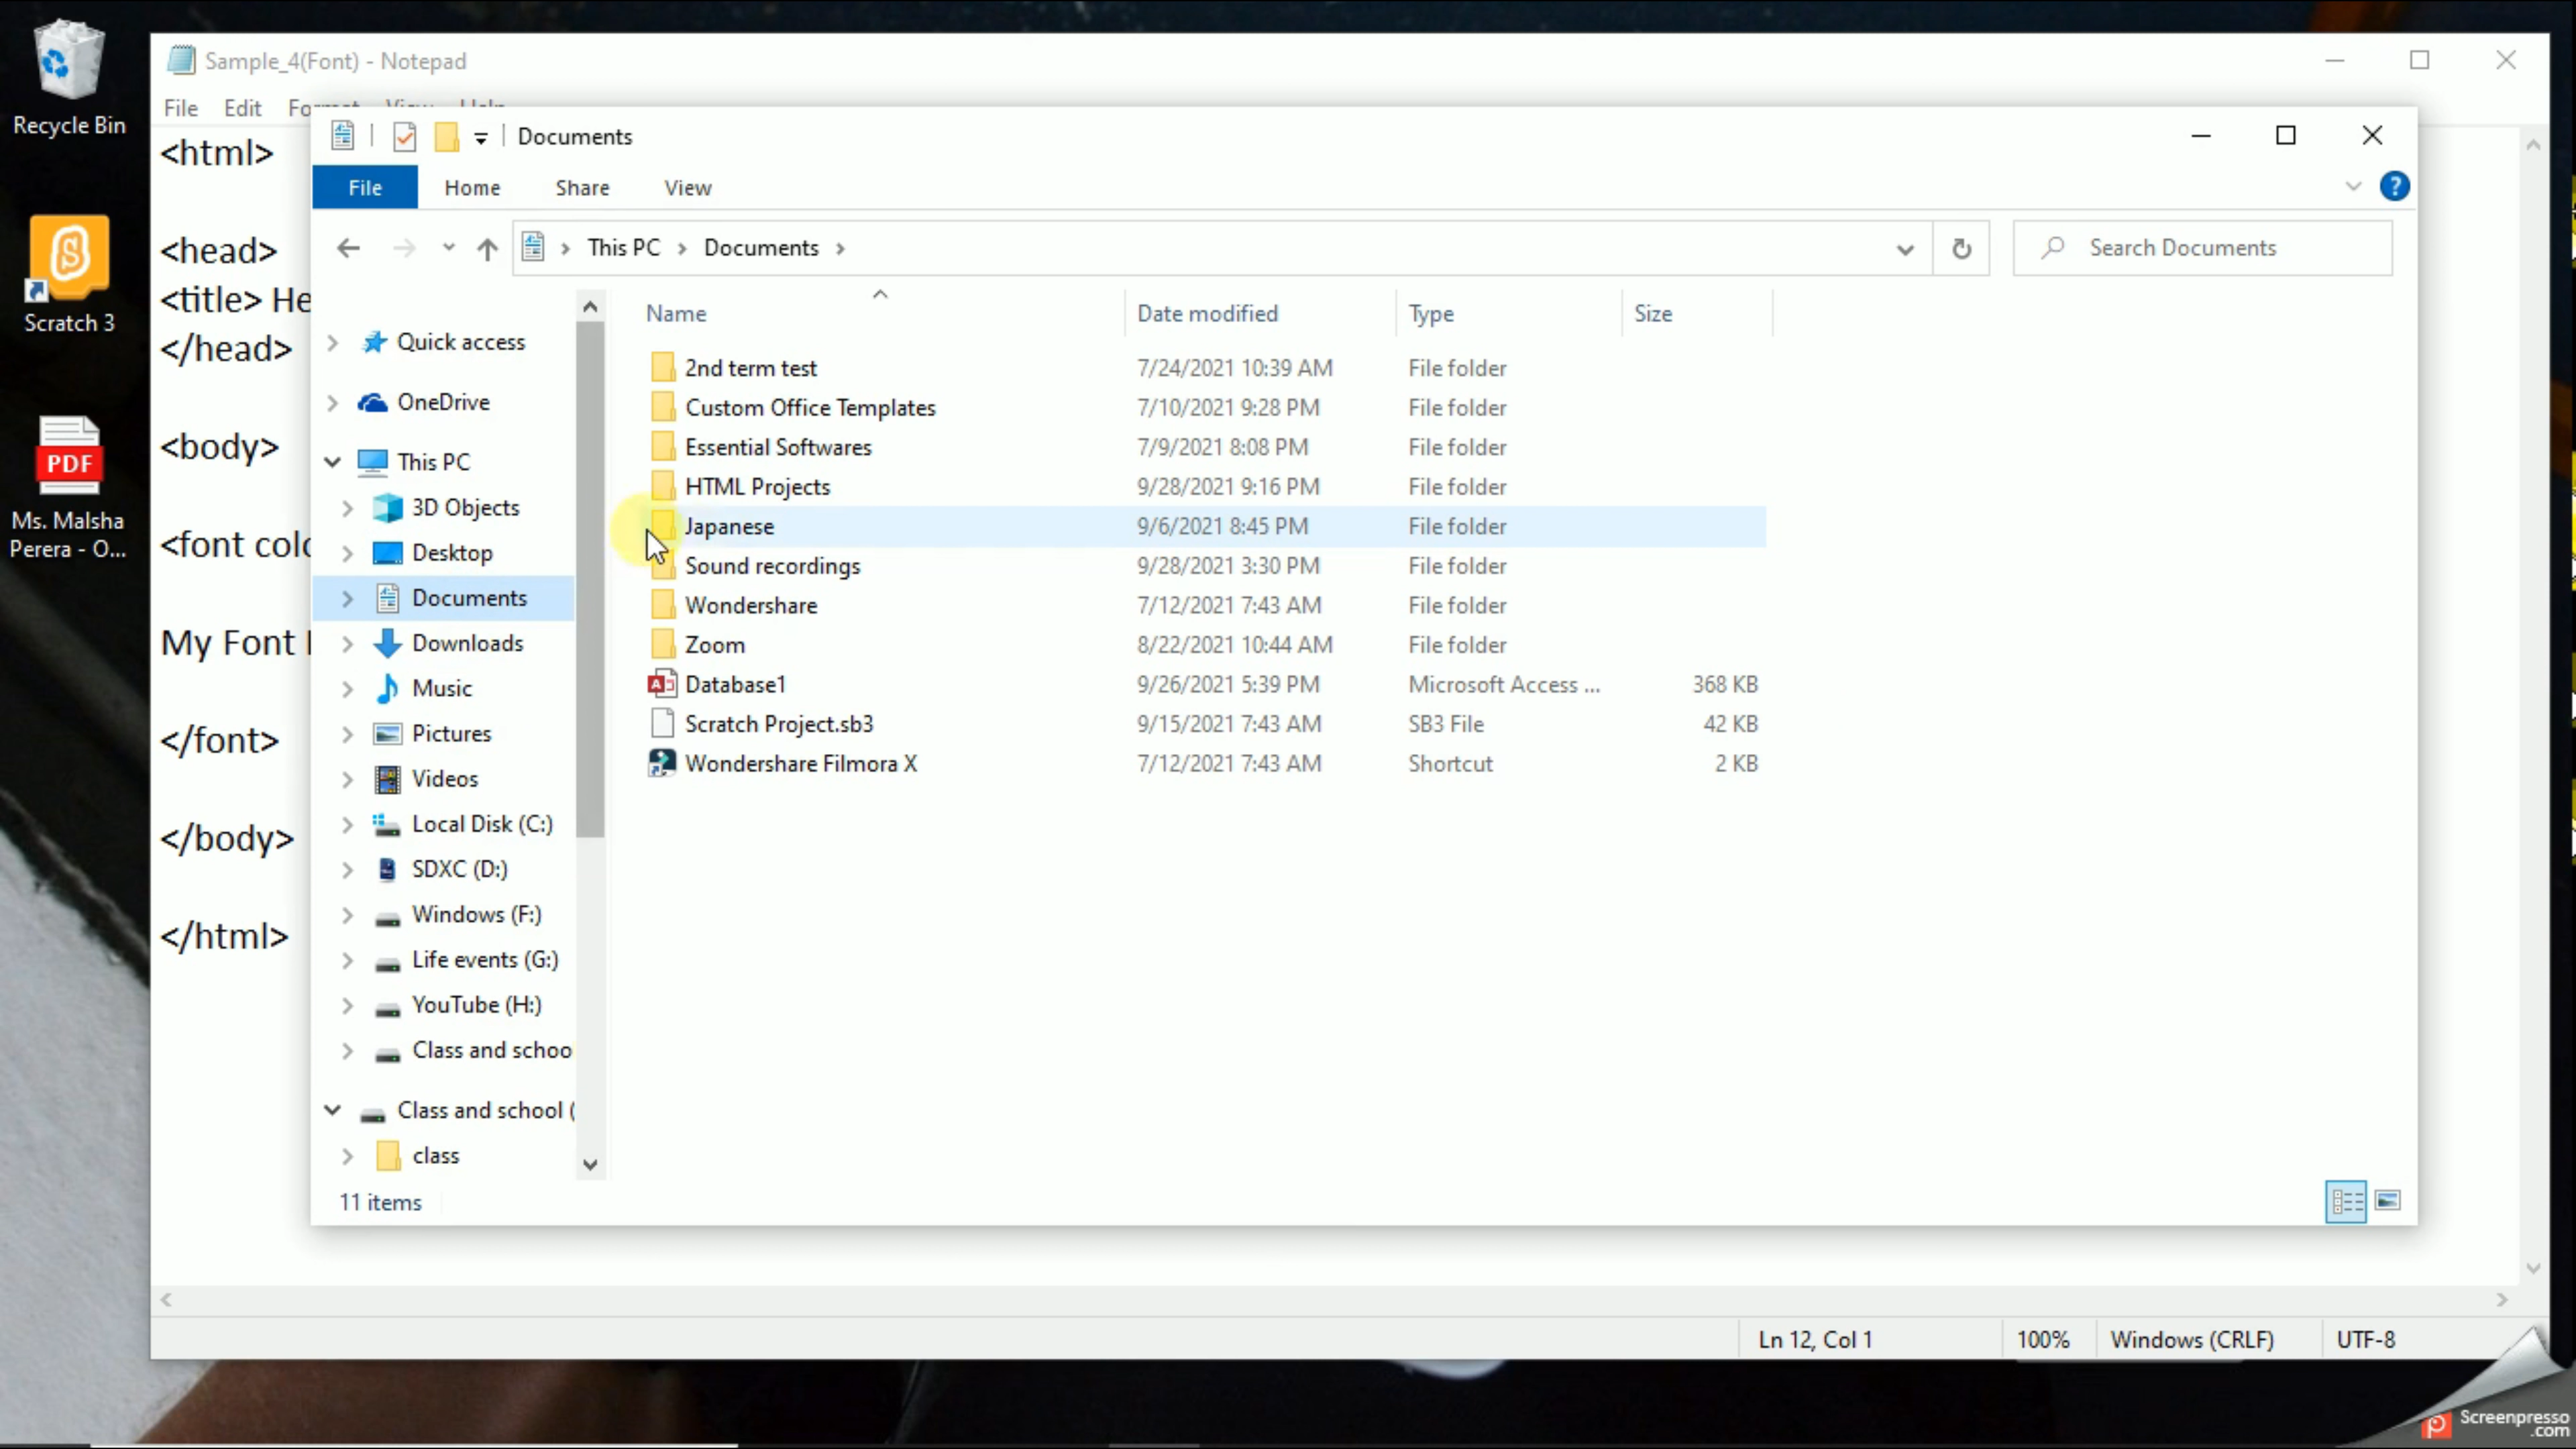 Recycle Bin
Scratch 3
PDF
Ms. Malsha
Perera - O...
Sample_4(Font) - Notepad
File Edit Format View Help
<html>
<head>
<title> He
</head>
<body>
<font colo
My Font
</font>
</body>
</html>
Documents
File Home Share View
This PC Documents
Search Documents
Quick access
OneDrive
This PC
3D Objects
Desktop
Documents
Downloads
Music
Pictures
Videos
Local Disk (C:)
SDXC (D:)
Windows (F:)
Life events (G:)
YouTube (H:)
Class and schoo
Class and school (
class
Name Date modified Type Size
2nd term test 7/24/2021 10:39 AM File folder
Custom Office Templates 7/10/2021 9:28 PM File folder
Essential Softwares 7/9/2021 8:08 PM File folder
HTML Projects 9/28/2021 9:16 PM File folder
Japanese 9/6/2021 8:45 PM File folder
Sound recordings 9/28/2021 3:30 PM File folder
Wondershare 7/12/2021 7:43 AM File folder
Zoom 8/22/2021 10:44 AM File folder
Database1 9/26/2021 5:39 PM Microsoft Access ... 368 KB
Scratch Project.sb3 9/15/2021 7:43 AM SB3 File 42 KB
Wondershare Filmora X 7/12/2021 7:43 AM Shortcut 2 KB
11 items
Ln 12, Col 1 100% Windows (CRLF) UTF-8
Screenpresso
.com